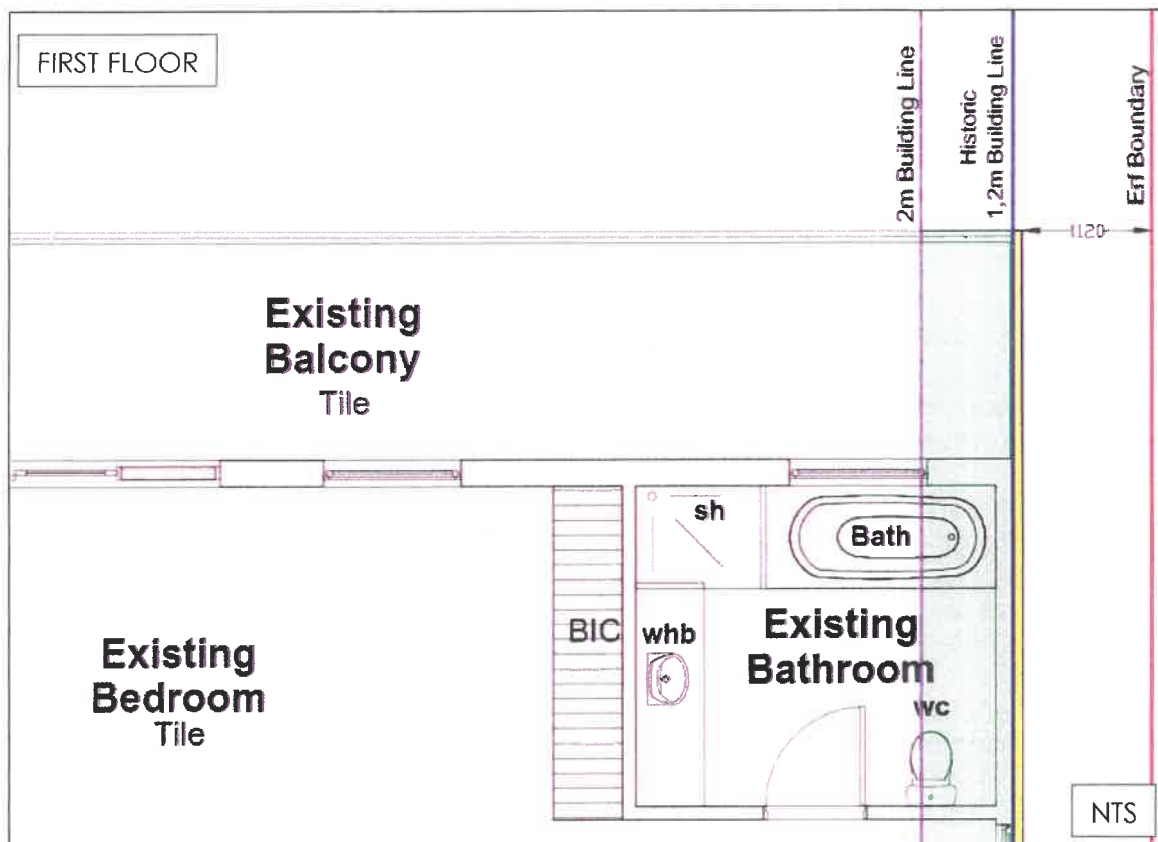 FIRST FLOOR
2m Building Line
Historic
1,2m Building Line
Erf Boundary
1120
Existing
Balcony
Tile
sh
Bath
BIC
whb
Existing
Bathroom
wc
Existing
Bedroom
Tile
NTS